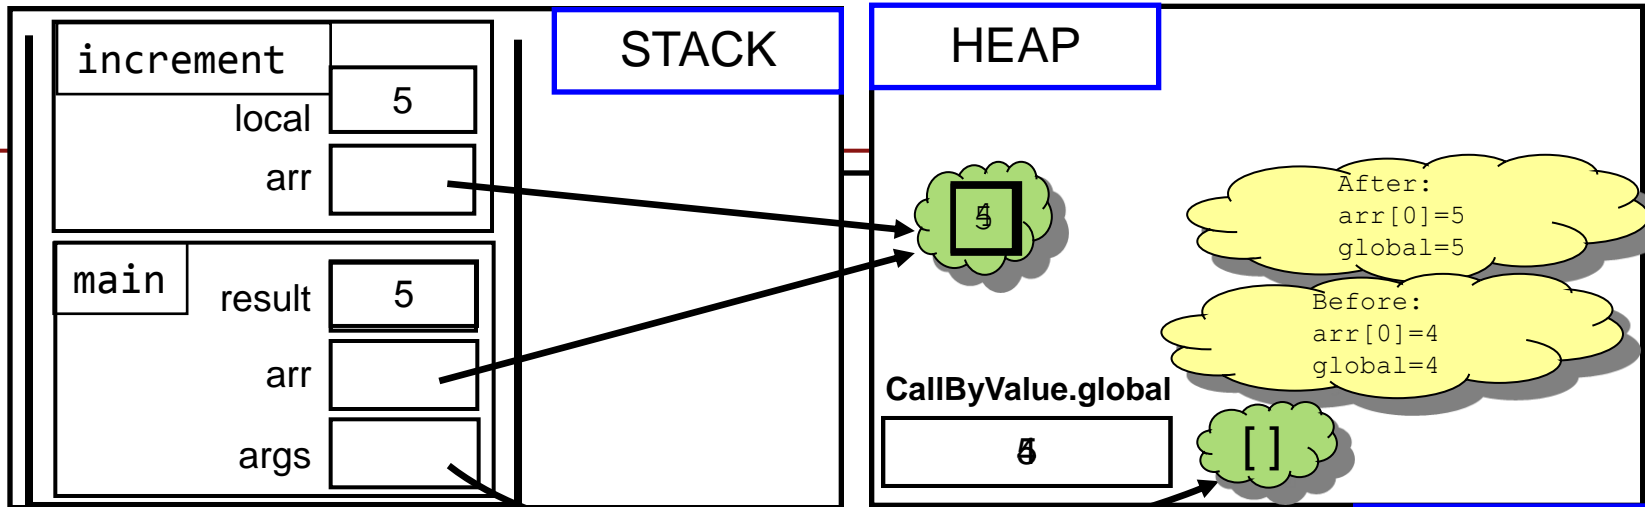 increment
STACK
HEAP
local
5
arr
After:
arr[0]=5
global=5
main
result
5
Before:
arr[0]=4
global=4
arr
CallByValue.global
args
[]